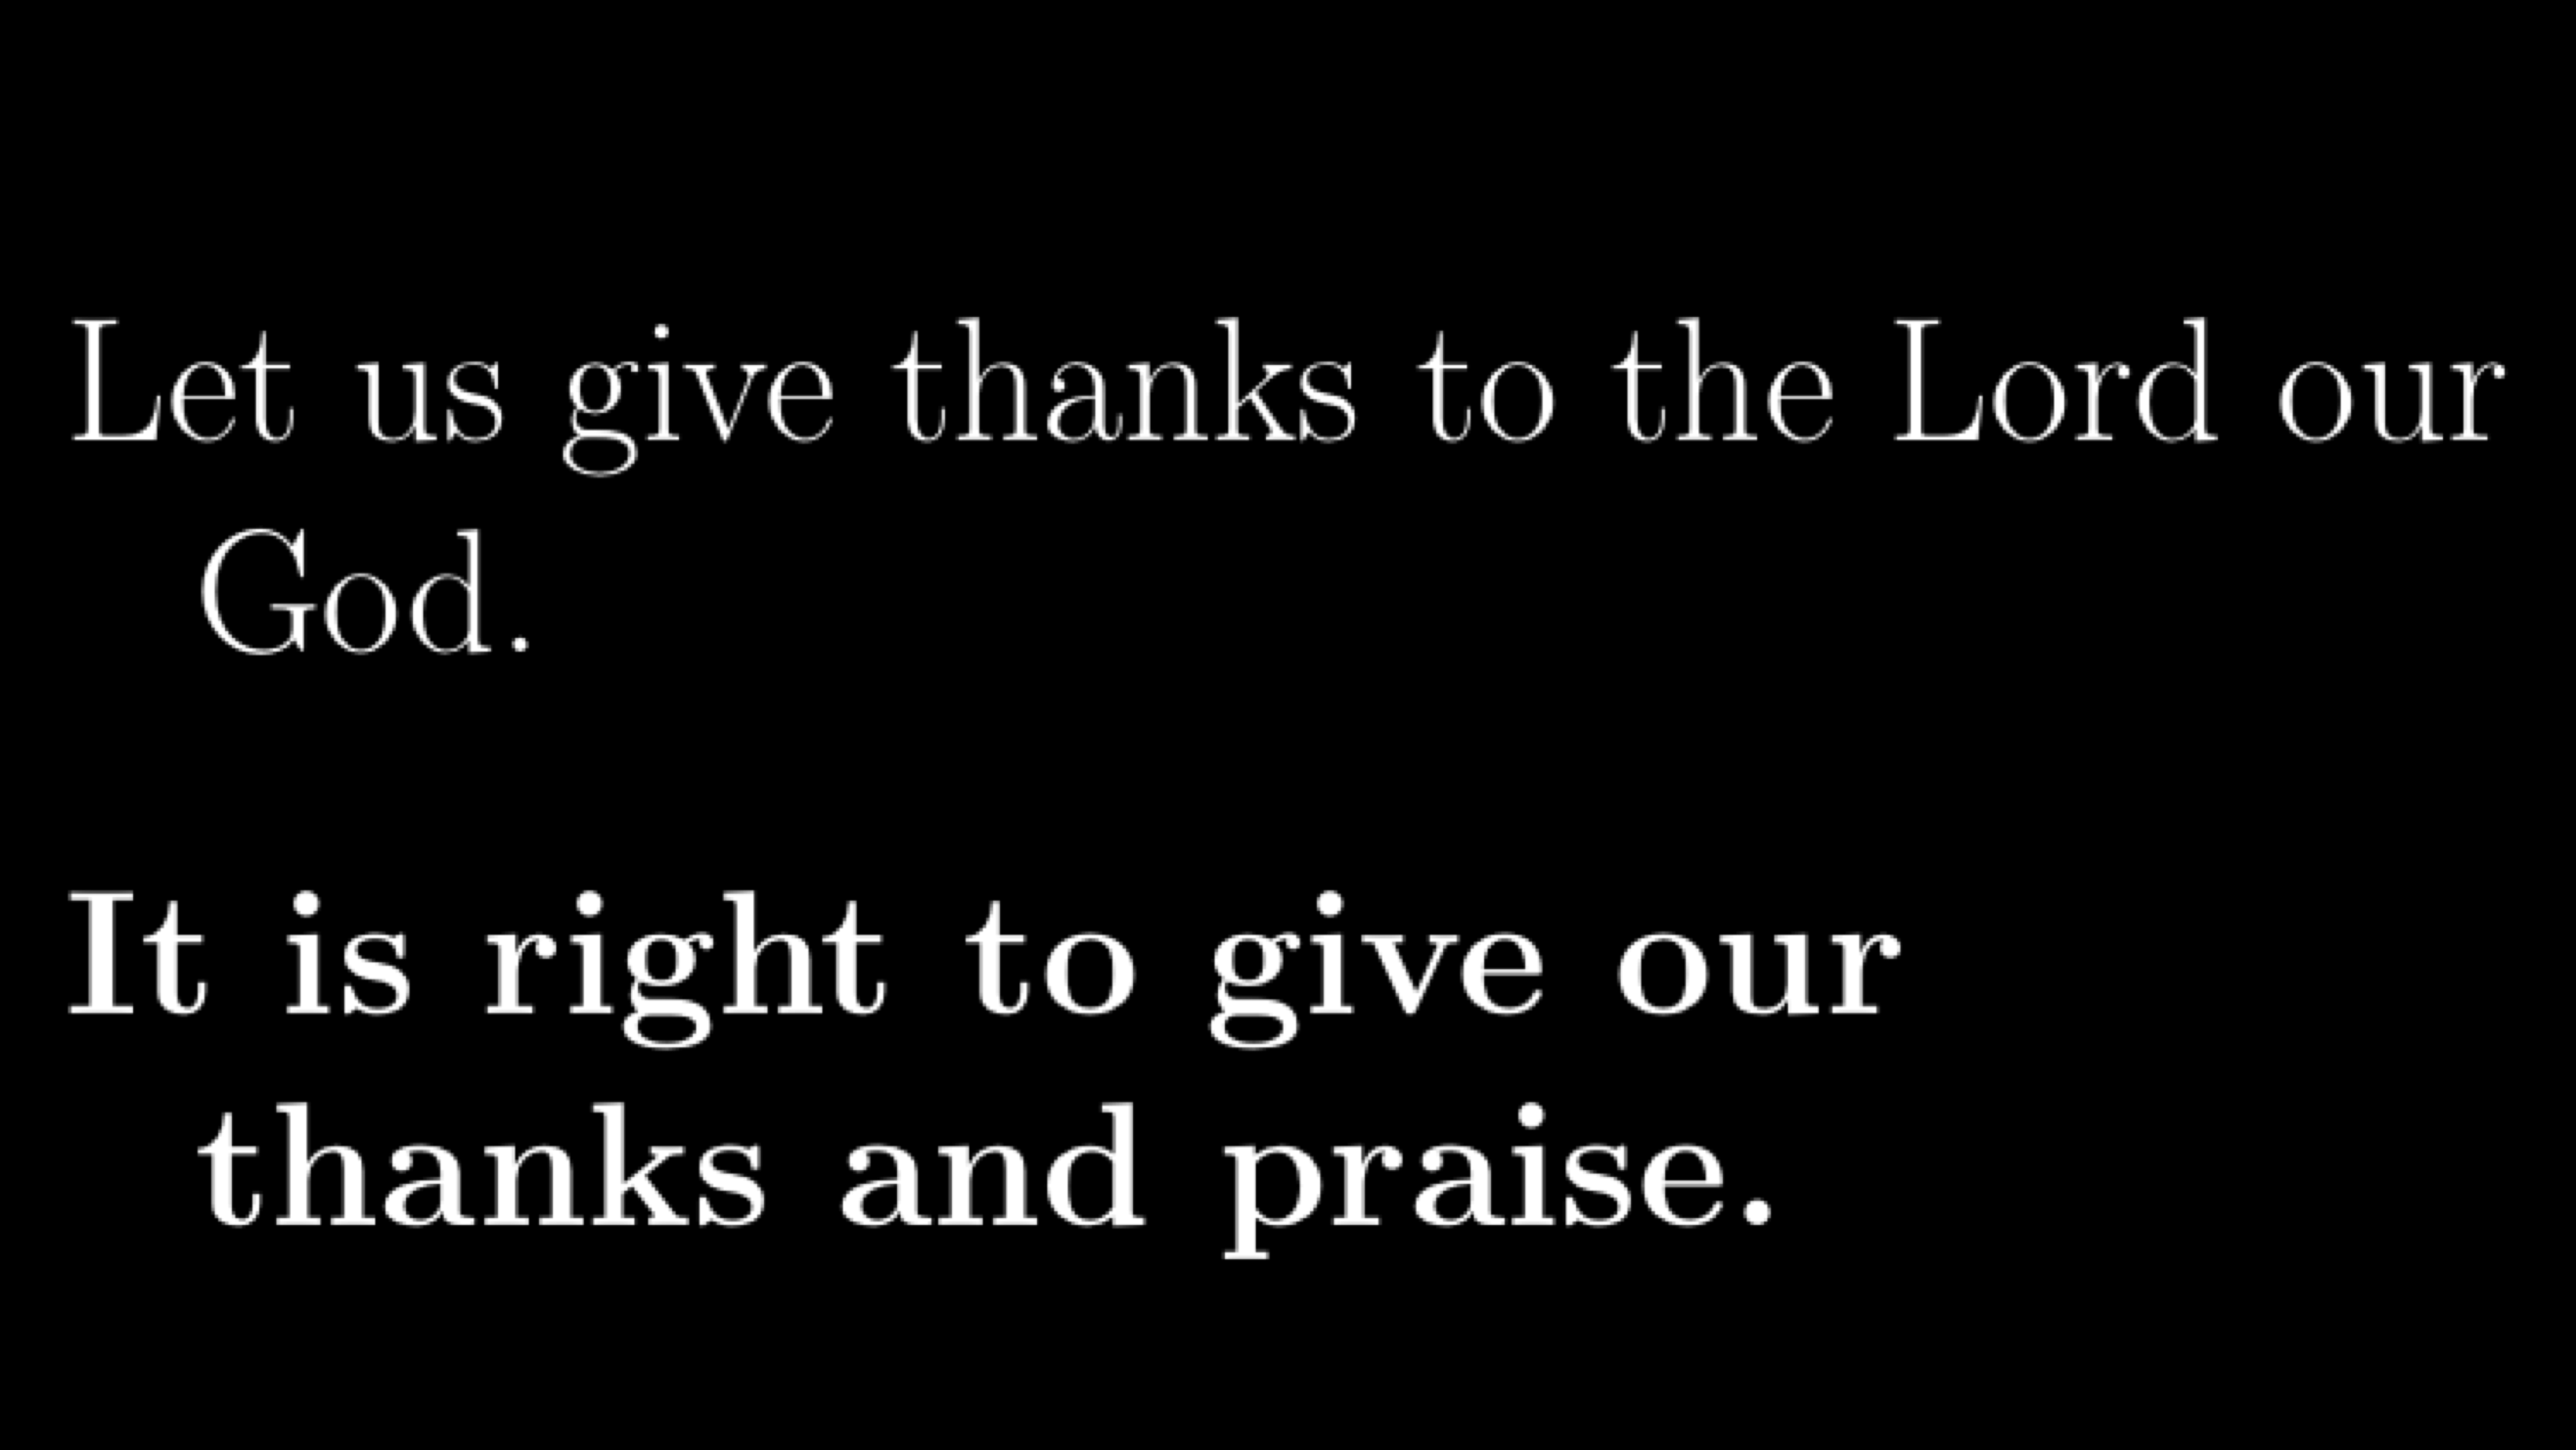 Let us give thanks to the Lord our
God.
It is right to give our
thanks and praise.